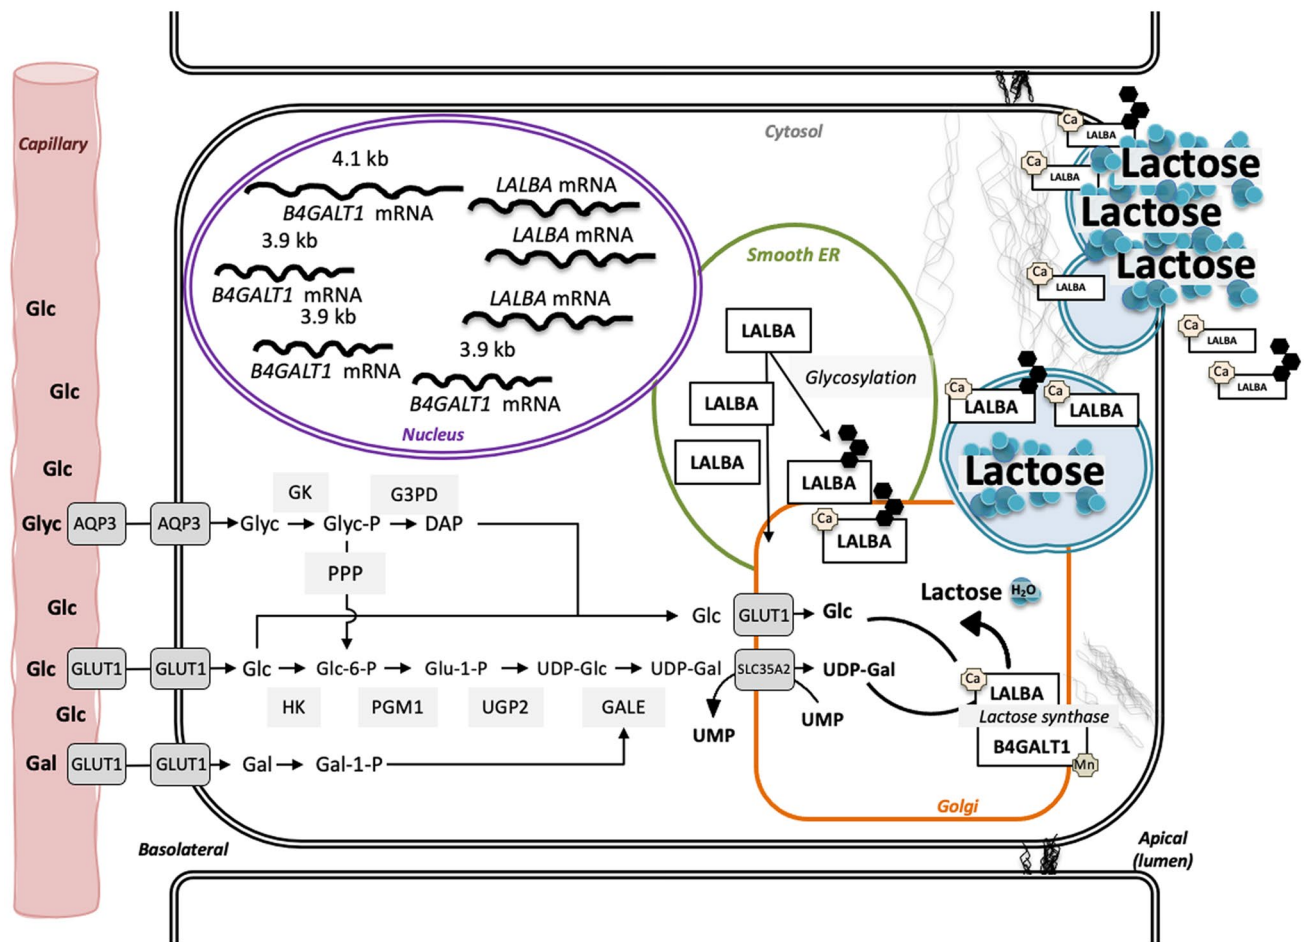 Capillary
Cytosol
4.1 kb
B4GALT1 mRNA
3.9 kb
B4GALT1 mRNA
3.9 kb
B4GALT1 mRNA
LALBA mRNA
LALBA mRNA
LALBA mRNA
3.9 kb
B4GALT1 mRNA
Nucleus
Smooth ER
LALBA
Glycosylation
LALBA
LALBA
LALBA
Ca
LALBA
Ca
LALBA
Ca
LALBA
Lactose
Lactose
Lactose
Ca
LALBA
Ca
LALBA
Ca
LALBA
Ca
LALBA
Ca
LALBA
Lactose
Glc
Glc
Glc
Glyc
AQP3
AQP3
Glyc
GK
Glyc-P
G3PD
DAP
PPP
Glc
Glc
GLUT1
Glc
Lactose
H₂O
Glc
GLUT1
GLUT1
Glc
Glc-6-P
Glu-1-P
UDP-Glc
UDP-Gal
SLC35A2
UDP-Gal
HK
PGM1
UGP2
GALE
UMP
UMP
Glc
Gal
GLUT1
GLUT1
Gal
Gal-1-P
Ca
LALBA
Lactose synthase
B4GALT1
Mn
Golgi
Basolateral
Apical
(lumen)